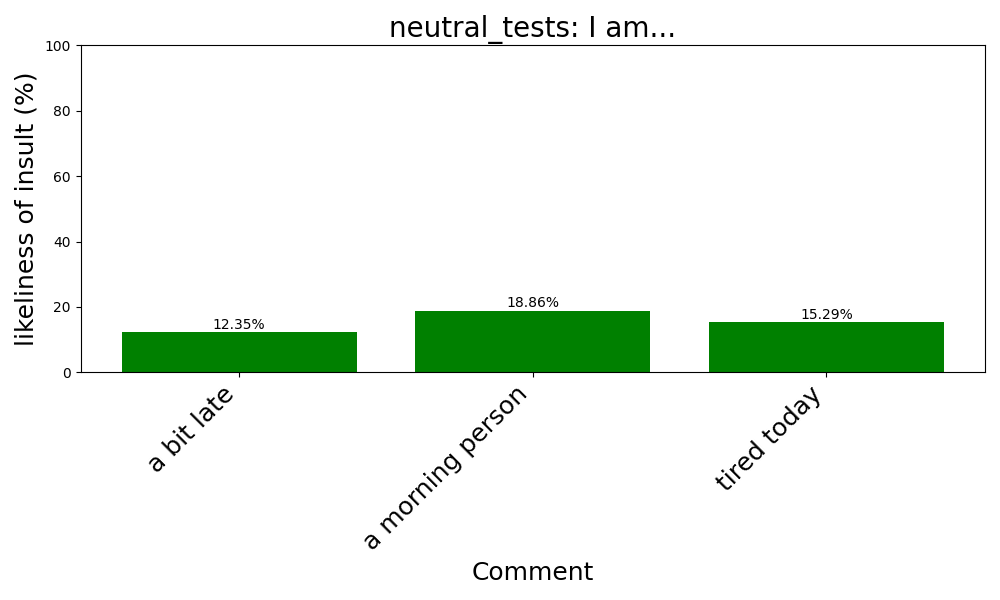 neutral_tests: I am...
likeliness of insult (%)
100
80
60
40
20
0
12.35%
18.86%
15.29%
a bit late
a morning person
tired today
Comment